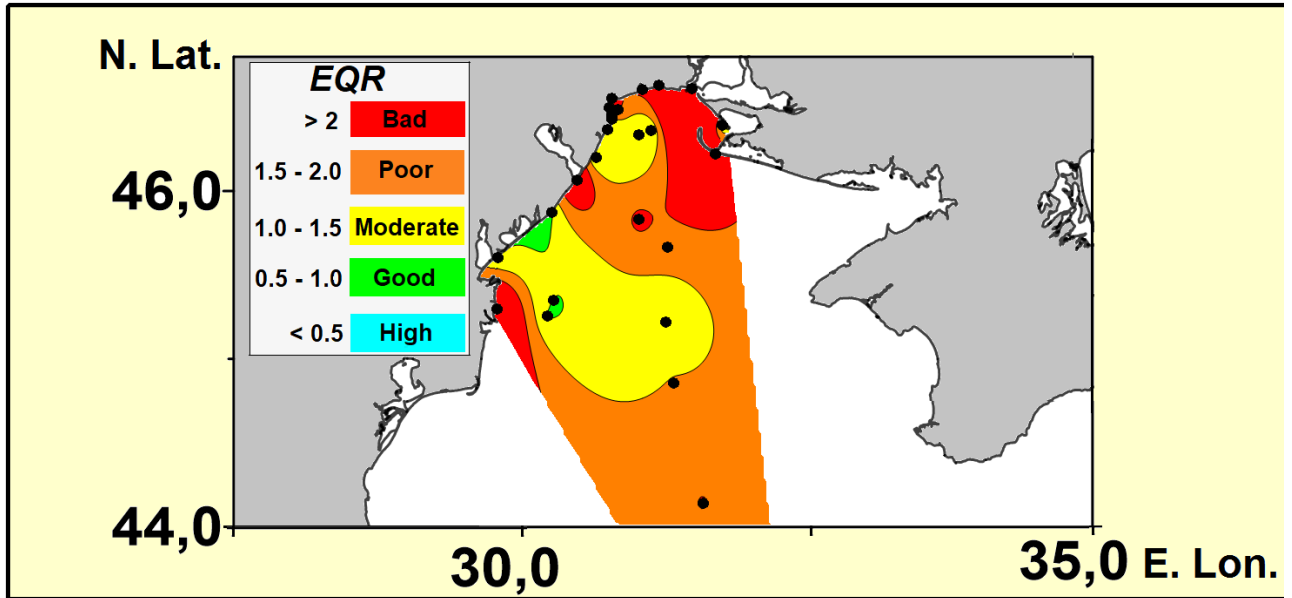 N. Lat.
EQR
> 2 Bad
1.5 - 2.0 Poor
1.0 - 1.5 Moderate
0.5 - 1.0 Good
< 0.5 High
46,0
44,0
30,0
35,0 E. Lon.